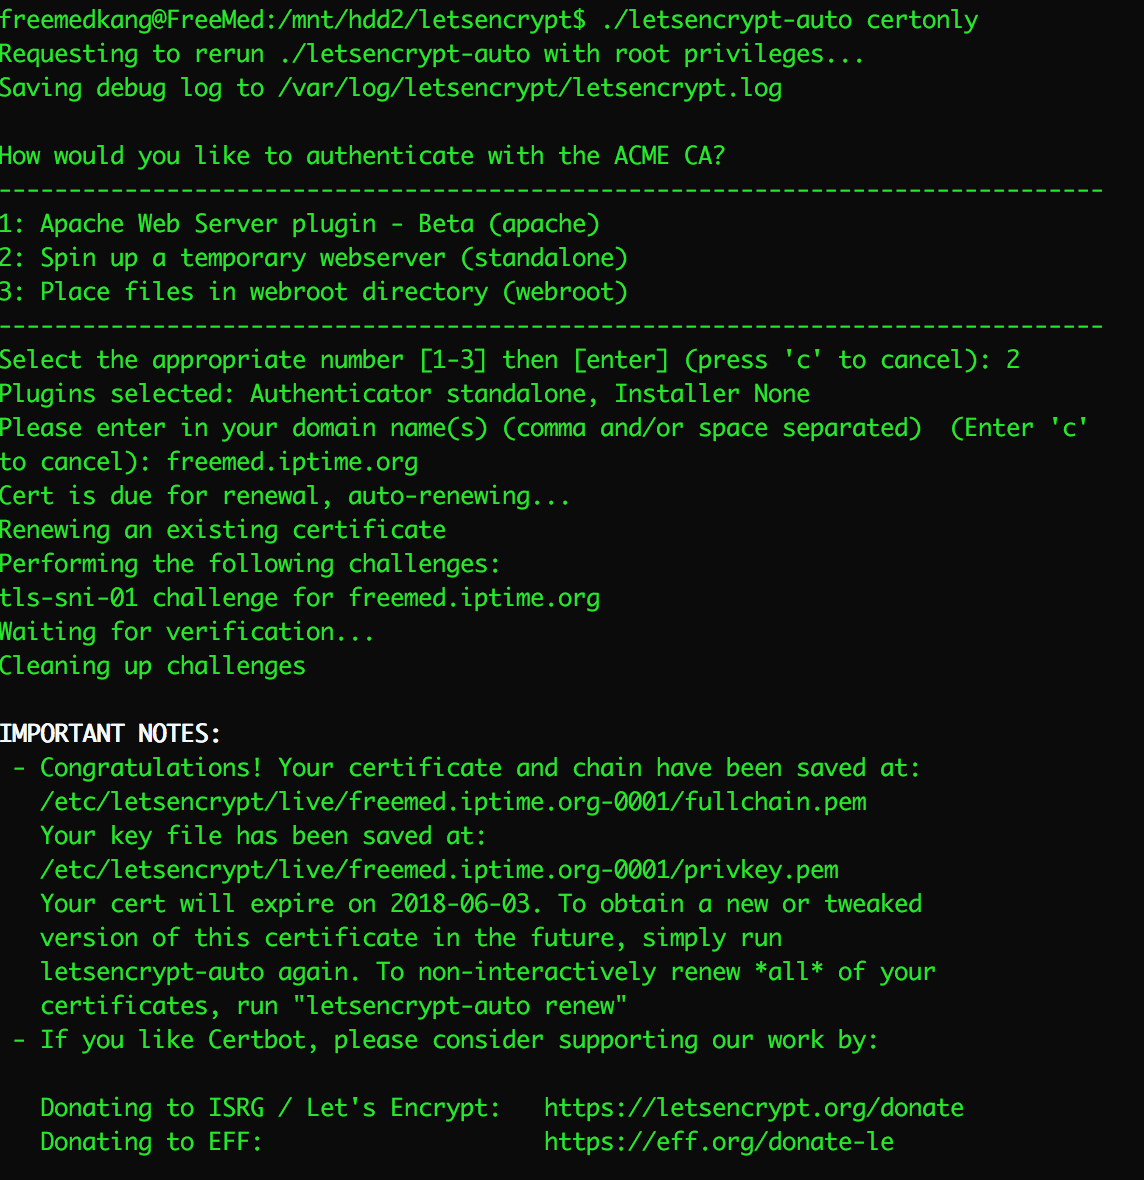 freemedkang@FreeMed:/mnt/hdd2/letsencrypt$ ./letsencrypt-auto certonly
Requesting to rerun ./letsencrypt-auto with root privileges...
Saving debug log to /var/log/letsencrypt/letsencrypt.log
How would you like to authenticate with the ACME CA?
-------------------------------------------------------------------------------
1: Apache Web Server plugin - Beta (apache)
2: Spin up a temporary webserver (standalone)
3: Place files in webroot directory (webroot)
-------------------------------------------------------------------------------
Select the appropriate number [1-3] then [enter] (press 'c' to cancel): 2
Plugins selected: Authenticator standalone, Installer None
Please enter in your domain name(s) (comma and/or space separated)  (Enter 'c'
to cancel): freemed.iptime.org
Cert is due for renewal, auto-renewing...
Renewing an existing certificate
Performing the following challenges:
tls-sni-01 challenge for freemed.iptime.org
Waiting for verification...
Cleaning up challenges
IMPORTANT NOTES:
- Congratulations! Your certificate and chain have been saved at:
/etc/letsencrypt/live/freemed.iptime.org-0001/fullchain.pem
Your key file has been saved at:
/etc/letsencrypt/live/freemed.iptime.org-0001/privkey.pem
Your cert will expire on 2018-06-03. To obtain a new or tweaked
version of this certificate in the future, simply run
letsencrypt-auto again. To non-interactively renew *all* of your
certificates, run "letsencrypt-auto renew"
- If you like Certbot, please consider supporting our work by:
Donating to ISRG / Let's Encrypt:   https://letsencrypt.org/donate
Donating to EFF:                    https://eff.org/donate-le